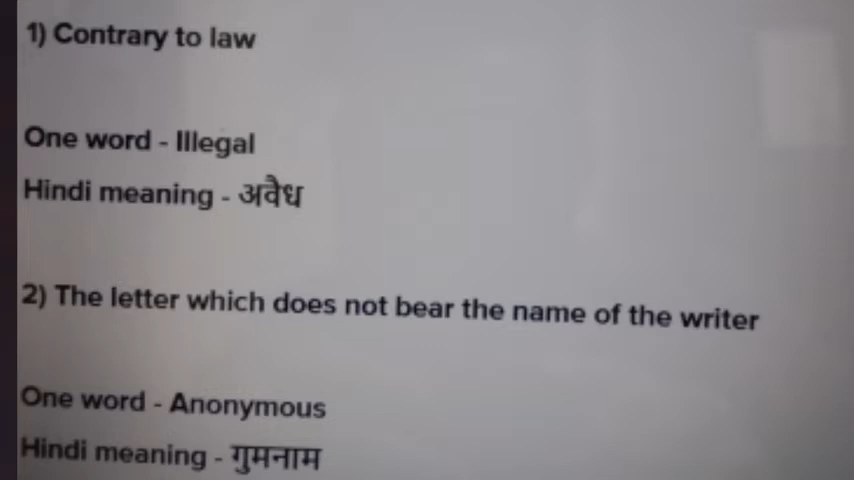 1) Contrary to law
One word - Illegal
Hindi meaning - अवैध
2) The letter which does not bear the name of the writer
One word - Anonymous
Hindi meaning - गुमनाम